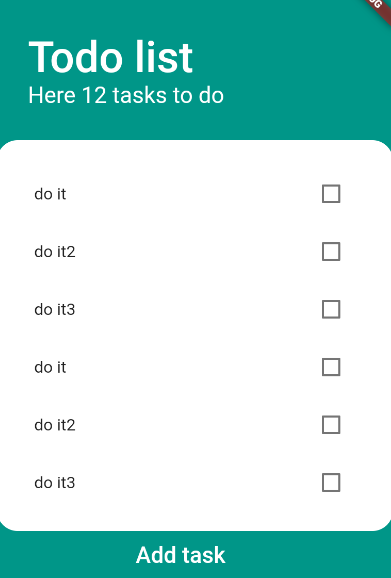 Todo list
Here 12 tasks to do
do it
do it2
do it3
do it
do it2
do it3
Add task